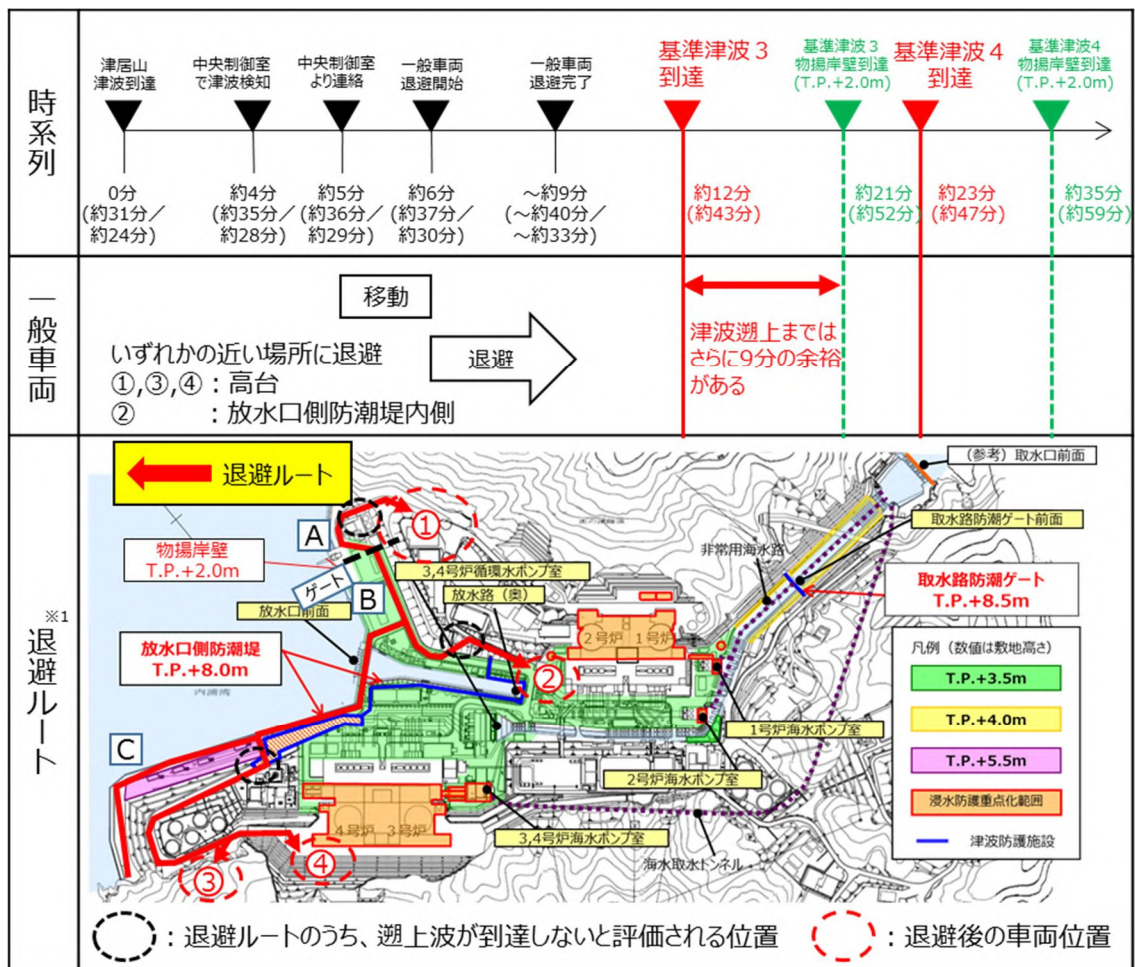 時系列
津居山
津波到達
中央制御室
で津波検知
中央制御室
より連絡
一般車両
退避開始
一般車両
退避完了
基準津波3
到達
基準津波3
物揚岸壁到達
(T.P.+2.0m)
基準津波4
到達
基準津波4
物揚岸壁到達
(T.P.+2.0m)
0分
(約31分／
約24分)
約4分
(約35分／
約28分)
約5分
(約36分／
約29分)
約6分
(約37分／
約30分)
～約9分
(～約40分／
～約33分)
約12分
(約43分)
約21分
(約52分)
約23分
(約47分)
約35分
(約59分)
一般車両
移動
いずれかの近い場所に退避
①,③,④：高台
②　　　：放水口側防潮堤内側
退避
津波遡上までは
さらに9分の余裕
がある
※1
退避ルート
退避ルート
(参考) 取水口前面
A
①
取水路防潮ゲート前面
物揚岸壁
T.P.+2.0m
ゲート
B
3,4号炉循環水ポンプ室
非常用海水路
放水路（奥）
取水路防潮ゲート
T.P.+8.5m
放水口前面
2号炉
1号炉
放水口側防潮堤
T.P.+8.0m
内浦湾
②
凡例（数値は敷地高さ）
T.P.+3.5m
T.P.+4.0m
T.P.+5.5m
浸水防護重点化範囲
津波防護施設
C
1号炉海水ポンプ室
2号炉海水ポンプ室
4号炉
3号炉
3,4号炉海水ポンプ室
海水取水トンネル
③
④
：退避ルートのうち、遡上波が到達しないと評価される位置
：退避後の車両位置